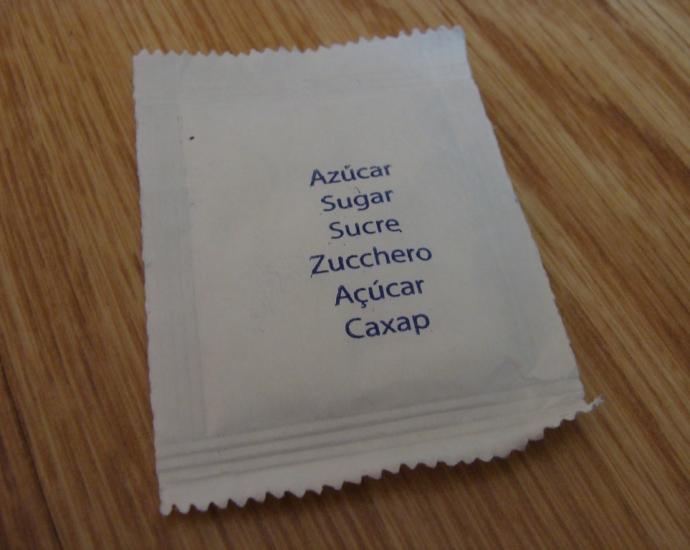 Azúcar
Sugar
Sucre
Zucchero
Açúcar
Caxap